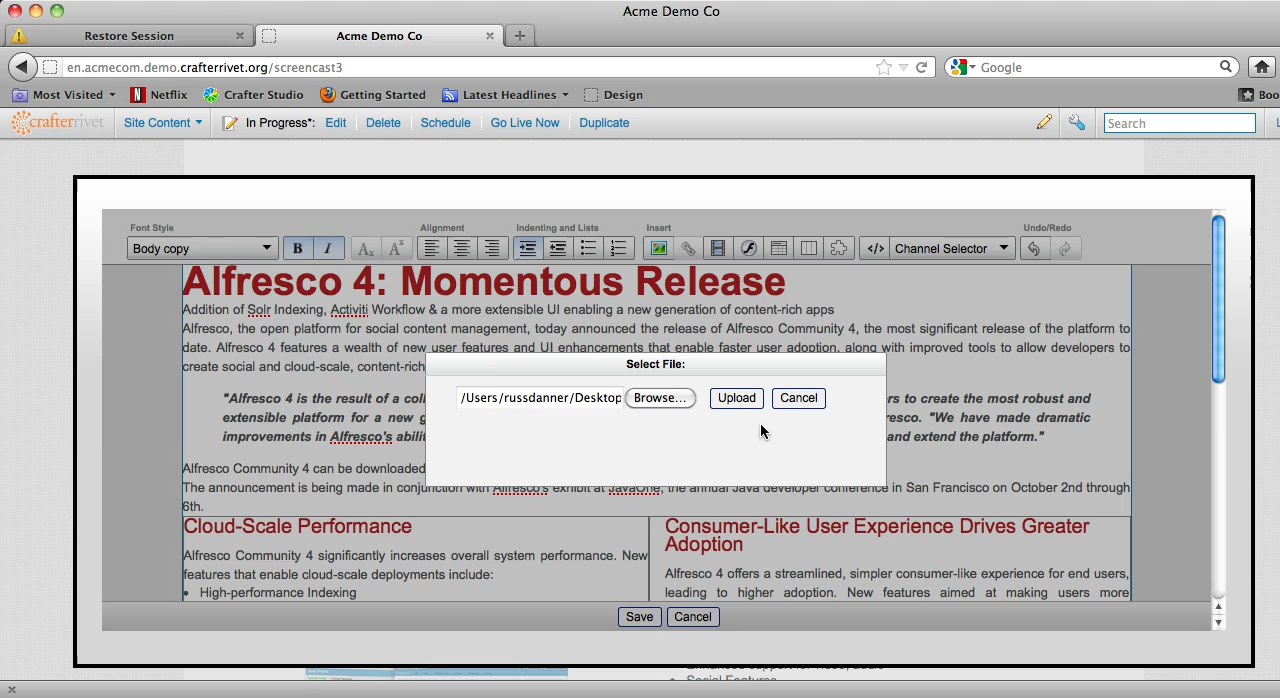 Acme Demo Co
Restore Session
Acme Demo Co
en.acmecom.demo.crafterrivet.org/screencast3
Google
Most Visited
Netflix
Crafter Studio
Getting Started
Latest Headlines
Design
Boo
crafterrivet
Site Content
In Progress*:
Edit
Delete
Schedule
Go Live Now
Duplicate
Search
Font Style
Alignment
Indenting and Lists
Insert
Undo/Redo
Body copy
B
I
Channel Selector
Alfresco 4: Momentous Release
Addition of Solr Indexing, Activiti Workflow & a more extensible UI enabling a new generation of content-rich apps
Alfresco, the open platform for social content management, today announced the release of Alfresco Community 4, the most significant release of the platform to
date. Alfresco 4 features a wealth of new user features and UI enhancements that enable faster user adoption, along with improved tools to allow developers to
create social and cloud-scale, content-rich
Select File:
/Users/russdanner/Desktop
Browse...
Upload
Cancel
"Alfresco 4 is the result of a coll
rs to create the most robust and
extensible platform for a new g
resco. "We have made dramatic
improvements in Alfresco's abili
and extend the platform."
Alfresco Community 4 can be downloaded
The announcement is being made in conjunction with Alfresco's exhibit at JavaOne, the annual Java developer conference in San Francisco on October 2nd through
6th.
Cloud-Scale Performance
Alfresco Community 4 significantly increases overall system performance. New
features that enable cloud-scale deployments include:
• High-performance Indexing
Consumer-Like User Experience Drives Greater
Adoption
Alfresco 4 offers a streamlined, simpler consumer-like experience for end users,
leading to higher adoption. New features aimed at making users more
Save
Cancel
Social Features